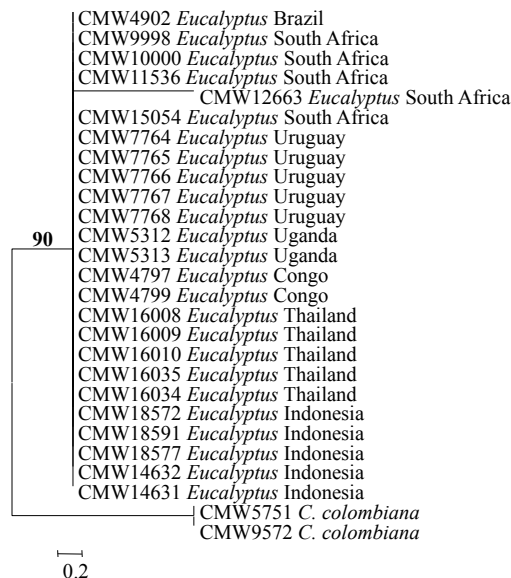 CMW4902 Eucalyptus Brazil
CMW9998 Eucalyptus South Africa
CMW10000 Eucalyptus South Africa
CMW11536 Eucalyptus South Africa
CMW12663 Eucalyptus South Africa
CMW15054 Eucalyptus South Africa
CMW7764 Eucalyptus Uruguay
CMW7765 Eucalyptus Uruguay
CMW7766 Eucalyptus Uruguay
CMW7767 Eucalyptus Uruguay
CMW7768 Eucalyptus Uruguay
CMW5312 Eucalyptus Uganda
90
CMW5313 Eucalyptus Uganda
CMW4797 Eucalyptus Congo
CMW4799 Eucalyptus Congo
CMW16008 Eucalyptus Thailand
CMW16009 Eucalyptus Thailand
CMW16010 Eucalyptus Thailand
CMW16035 Eucalyptus Thailand
CMW16034 Eucalyptus Thailand
CMW18572 Eucalyptus Indonesia
CMW18591 Eucalyptus Indonesia
CMW18577 Eucalyptus Indonesia
CMW14632 Eucalyptus Indonesia
CMW14631 Eucalyptus Indonesia
CMW5751 C. colombiana
CMW9572 C. colombiana
0.2